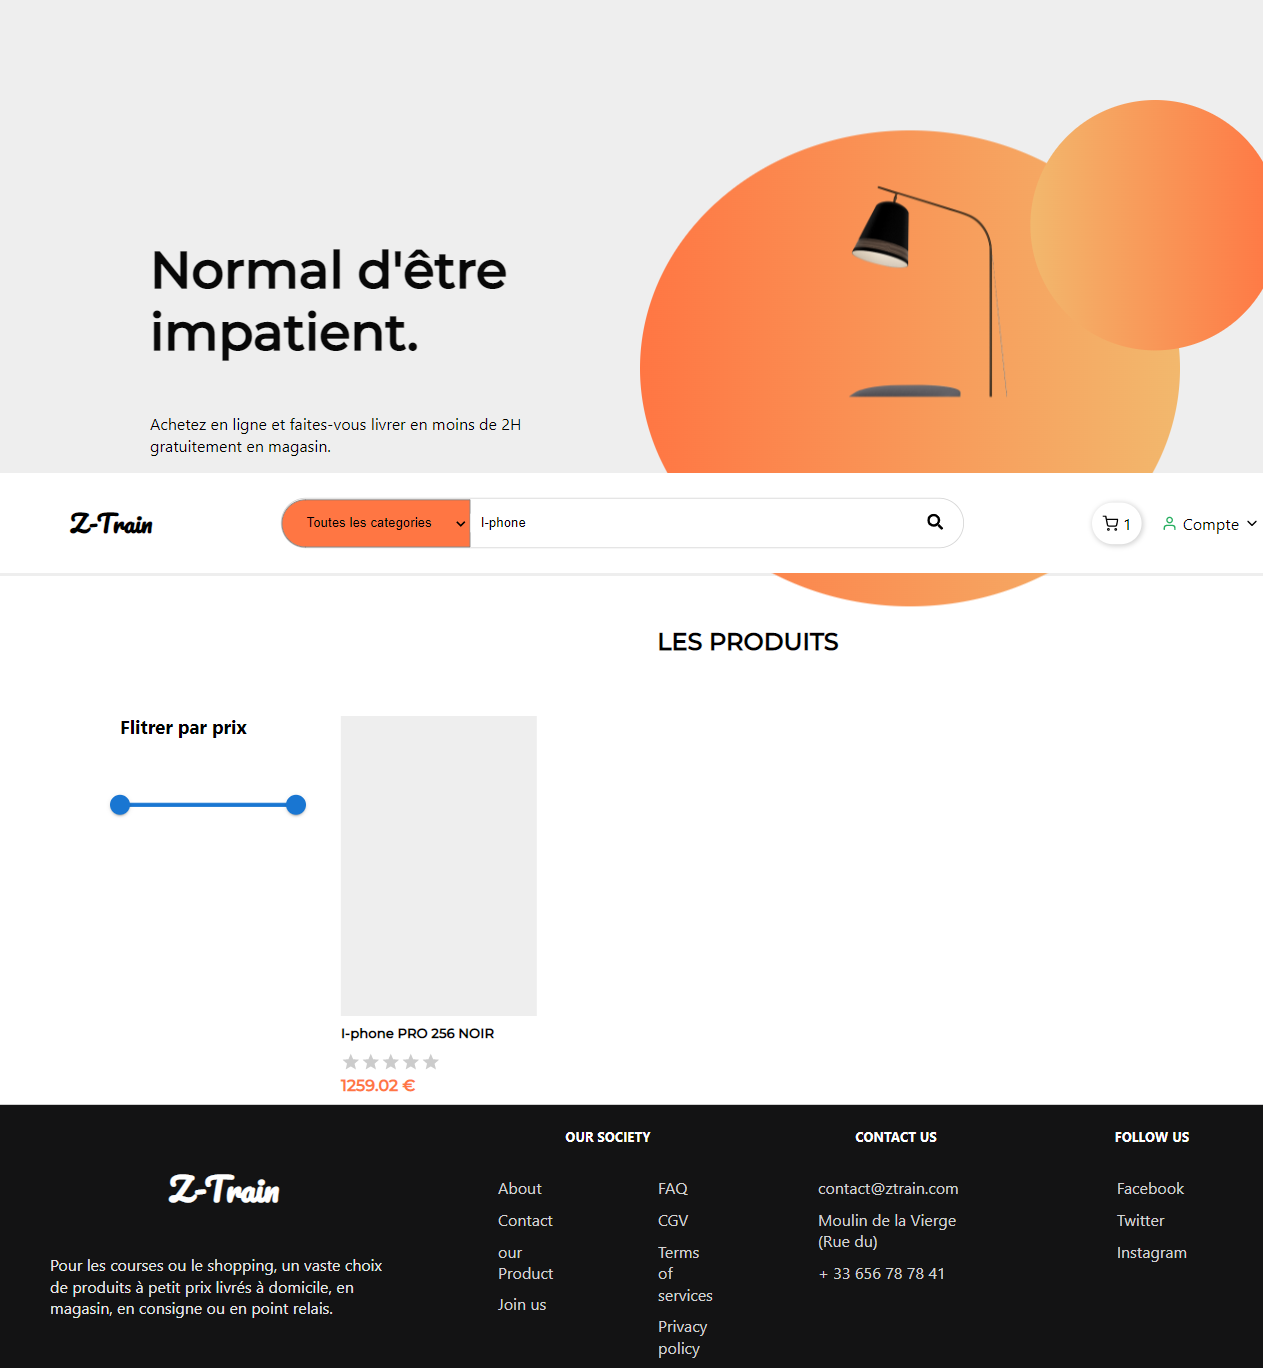 Normal d'être
impatient.
Achetez en ligne et faites-vous livrer en moins de 2H
gratuitement en magasin.
Z-Train
Toutes les categories
I-phone
1
Compte
LES PRODUITS
Flitrer par prix
I-phone PRO 256 NOIR
1259.02 €
Z-Train
Pour les courses ou le shopping, un vaste choix
de produits à petit prix livrés à domicile, en
magasin, en consigne ou en point relais.
OUR SOCIETY
About
Contact
our
Product
Join us
FAQ
CGV
Terms
of
services
Privacy
policy
CONTACT US
contact@ztrain.com
Moulin de la Vierge
(Rue du)
+ 33 656 78 78 41
FOLLOW US
Facebook
Twitter
Instagram